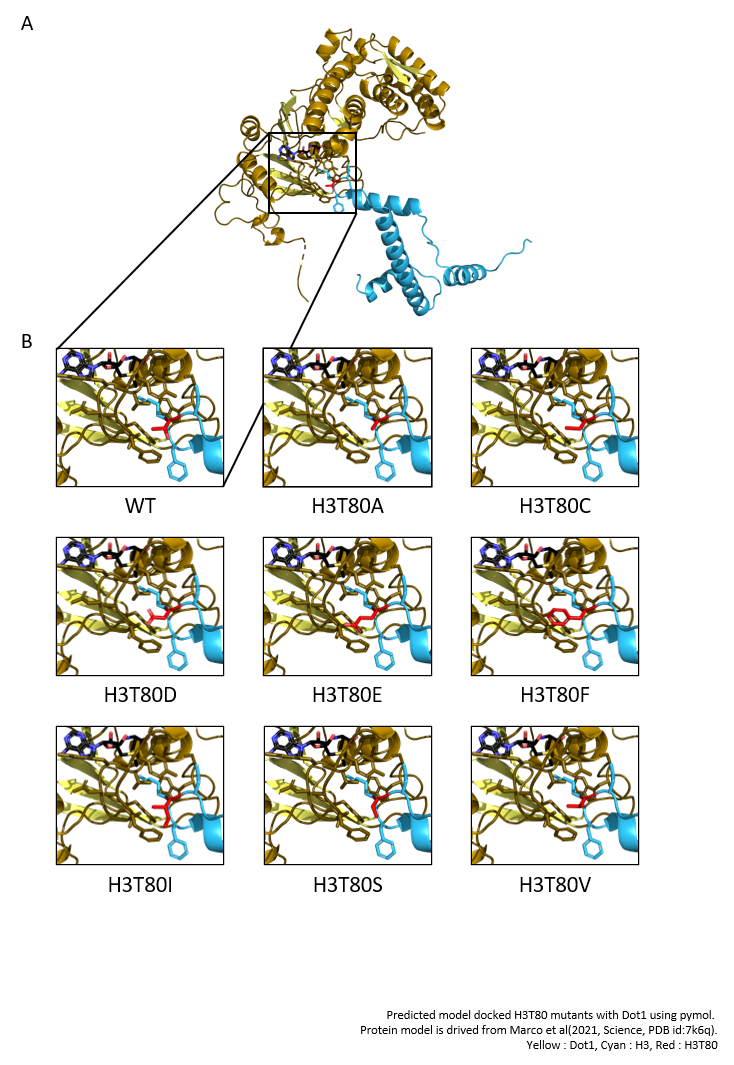 A
B
WT
H3T80A
H3T80C
H3T80D
H3T80E
H3T80F
H3T80I
H3T80S
H3T80V
Predicted model docked H3T80 mutants with Dot1 using pymol.
Protein model is drived from Marco et al(2021, Science, PDB id:7k6q).
Yellow : Dot1, Cyan : H3, Red : H3T80